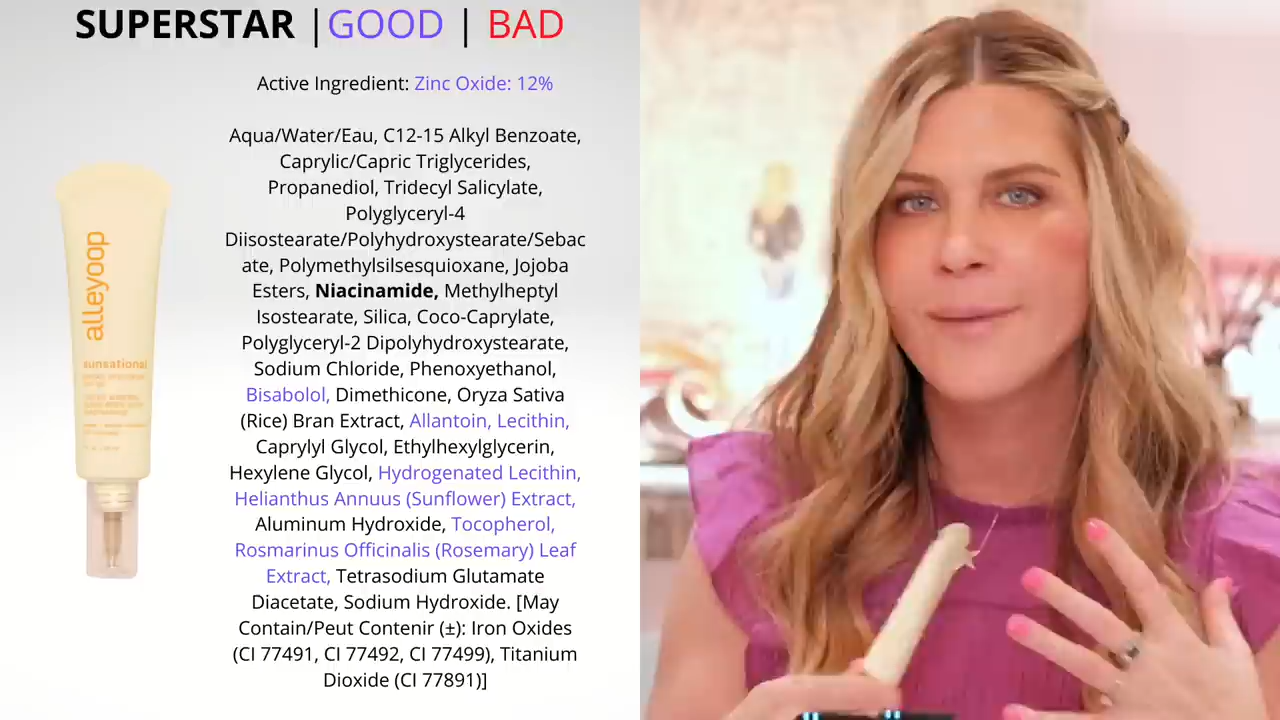 SUPERSTAR | GOOD | BAD
Active Ingredient: Zinc Oxide: 12%
Aqua/Water/Eau, C12-15 Alkyl Benzoate,
Caprylic/Capric Triglycerides,
Propanediol, Tridecyl Salicylate,
Polyglyceryl-4
Diisostearate/Polyhydroxystearate/Sebac
ate, Polymethylsilsesquioxane, Jojoba
Esters, Niacinamide, Methylheptyl
Isostearate, Silica, Coco-Caprylate,
Polyglyceryl-2 Dipolyhydroxystearate,
Sodium Chloride, Phenoxyethanol,
Bisabolol, Dimethicone, Oryza Sativa
(Rice) Bran Extract, Allantoin, Lecithin,
Caprylyl Glycol, Ethylhexylglycerin,
Hexylene Glycol, Hydrogenated Lecithin,
Helianthus Annuus (Sunflower) Extract,
Aluminum Hydroxide, Tocopherol,
Rosmarinus Officinalis (Rosemary) Leaf
Extract, Tetrasodium Glutamate
Diacetate, Sodium Hydroxide. [May
Contain/Peut Contenir (±): Iron Oxides
(CI 77491, CI 77492, CI 77499), Titanium
Dioxide (CI 77891)]
alleyoop
sunsational